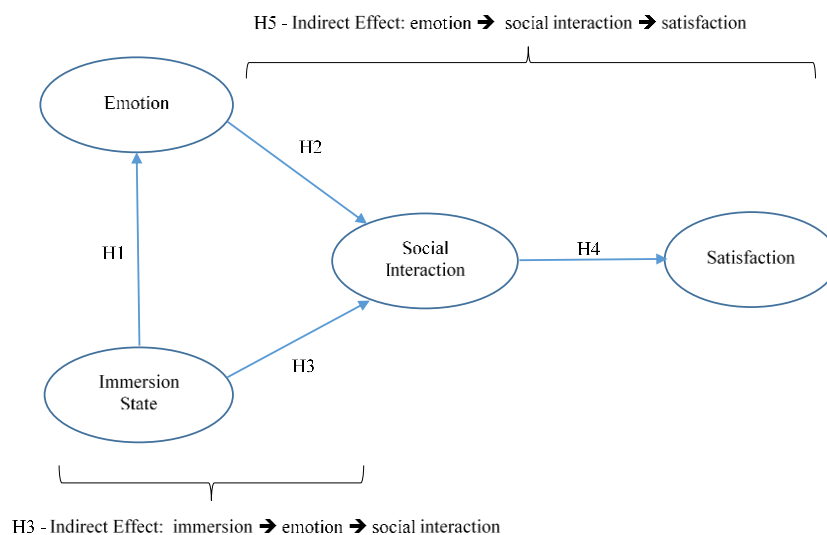 H5 - Indirect Effect: emotion 🡺 social interaction 🡺 satisfaction
Emotion
H2
Social
Interaction
H4
Satisfaction
H1
H3
Immersion
State
H3 - Indirect Effect: immersion 🡺 emotion 🡺 social interaction